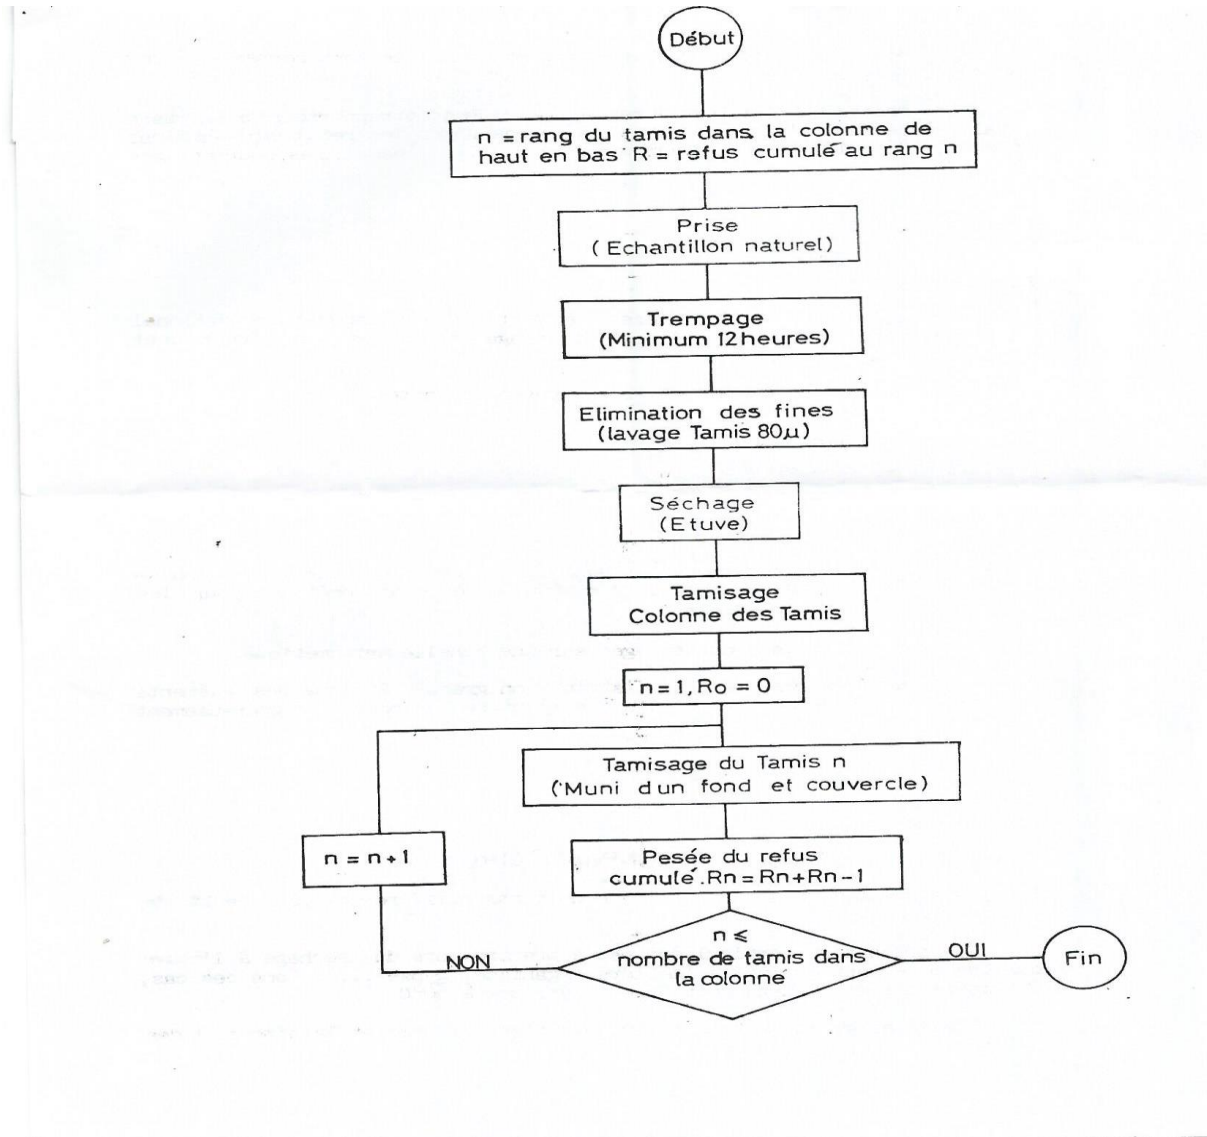 Début
n = rang du tamis dans la colonne de
haut en bas R = refus cumulé au rang n
Prise
( Echantillon naturel)
Trempage
(Minimum 12 heures)
Elimination des fines
(lavage Tamis 80µ)
Séchage
(Etuve)
Tamisage
Colonne des Tamis
n = 1, Ro = 0
Tamisage du Tamis n
(Muni d'un fond et couvercle)
n = n + 1
Pesée du refus
cumulé .Rn = Rn + Rn - 1
n ⩽
nombre de tamis dans
la colonne
NON
OUI
Fin